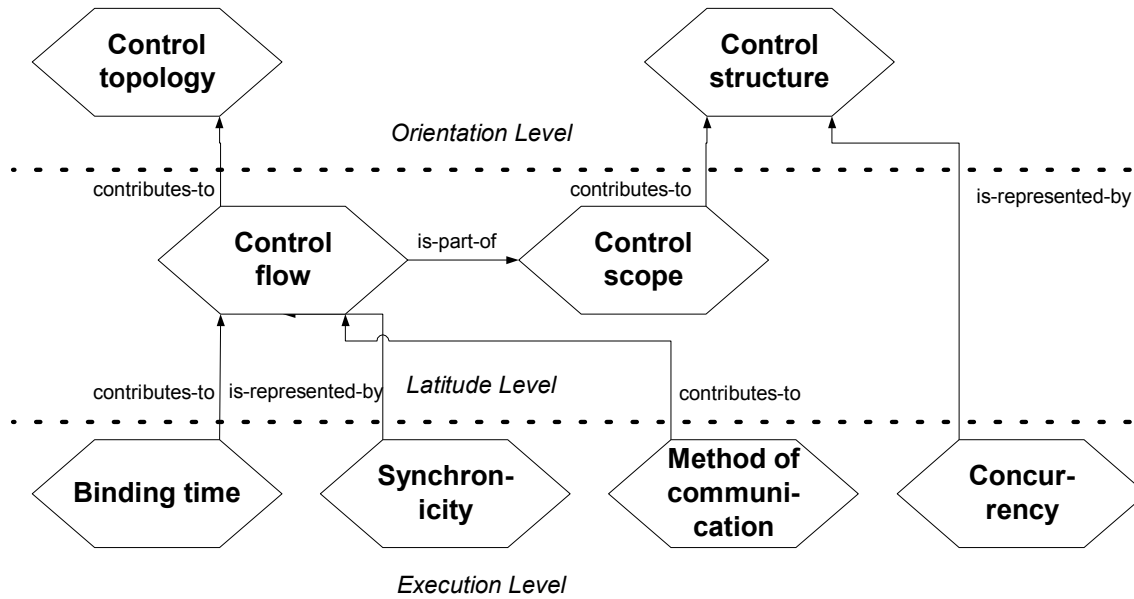 Control
topology
Control
structure
Orientation Level
contributes-to
contributes-to
is-represented-by
Control
flow
is-part-of
Control
scope
contributes-to
is-represented-by
Latitude Level
contributes-to
Binding time
Synchron-
icity
Method of
communi-
cation
Concur-
rency
Execution Level